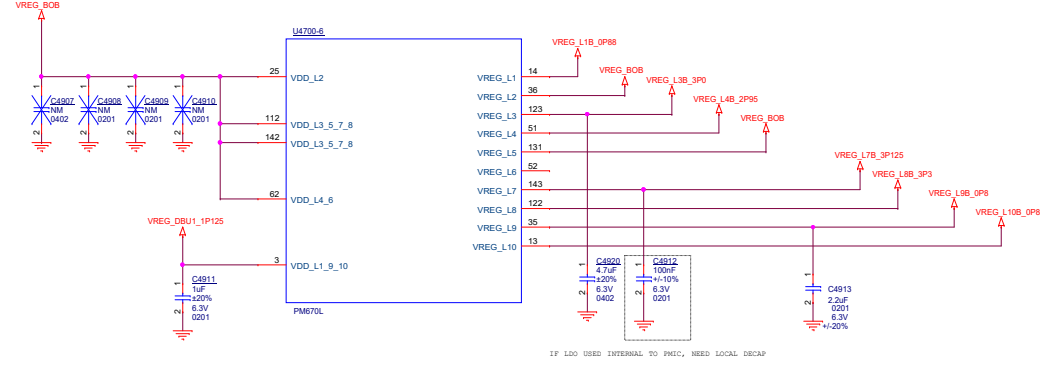 VREG_BOB
U4700-6
25
VDD_L2
112
VDD_L3_5_7_8
142
VDD_L3_5_7_8
62
VDD_L4_6
3
VDD_L1_9_10
PM670L
VREG_L1
14
VREG_L2
36
VREG_L3
123
VREG_L4
51
VREG_L5
131
VREG_L6
52
VREG_L7
143
VREG_L8
122
VREG_L9
35
VREG_L10
13
VREG_L1B_0P88
VREG_BOB
VREG_L3B_3P0
VREG_L4B_2P95
VREG_BOB
VREG_L7B_3P125
VREG_L8B_3P3
VREG_L9B_0P8
VREG_L10B_0P8
1
2
C4907
NM
0402
1
2
C4908
NM
0201
1
2
C4909
NM
0201
1
2
C4910
NM
0201
VREG_DBU1_1P125
1
2
C4911
1uF
±20%
6.3V
0201
1
2
C4920
4.7uF
±20%
6.3V
0402
1
2
C4912
100nF
+/-10%
6.3V
0201
1
2
C4913
2.2uF
0201
6.3V
+/-20%
IF LDO USED INTERNAL TO PMIC, NEED LOCAL DECAP